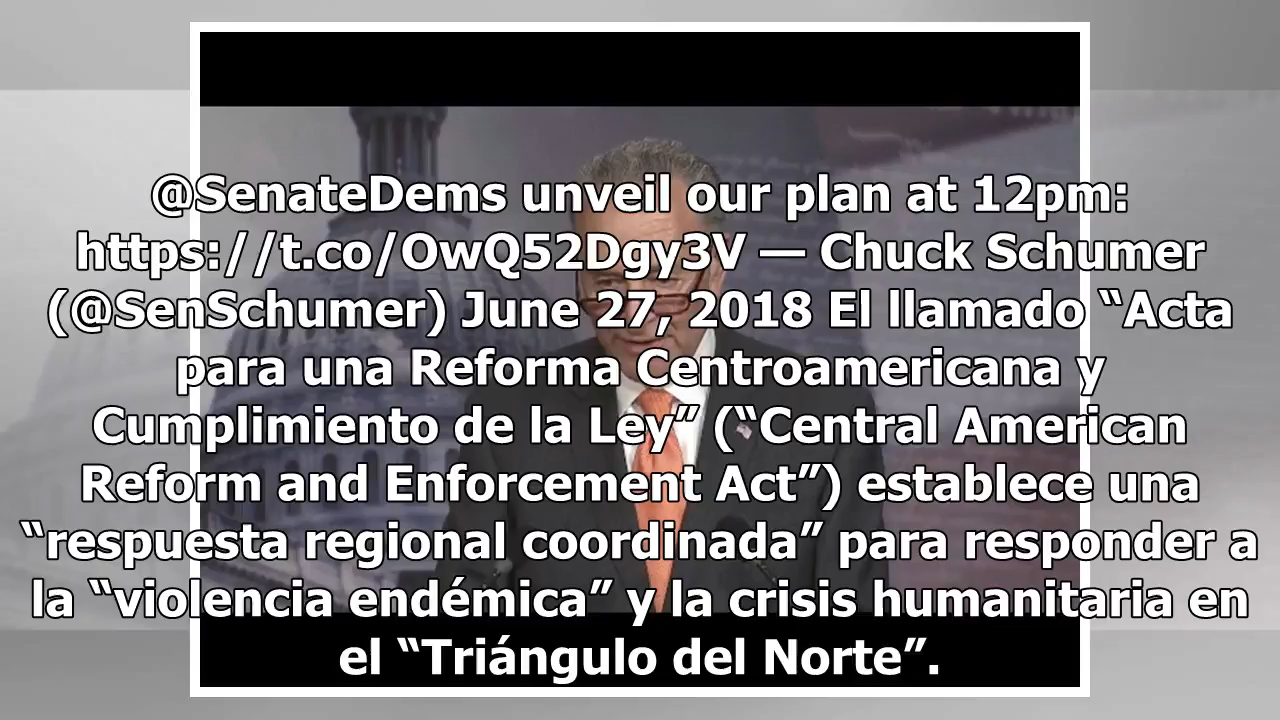 @SenateDems unveil our plan at 12pm:
https://t.co/OwQ52Dgy3V — Chuck Schumer
(@SenSchumer) June 27, 2018 El llamado “Acta
para una Reforma Centroamericana y
Cumplimiento de la Ley” (“Central American
Reform and Enforcement Act”) establece una
“respuesta regional coordinada” para responder a
la “violencia endémica” y la crisis humanitaria en
el “Triángulo del Norte”.